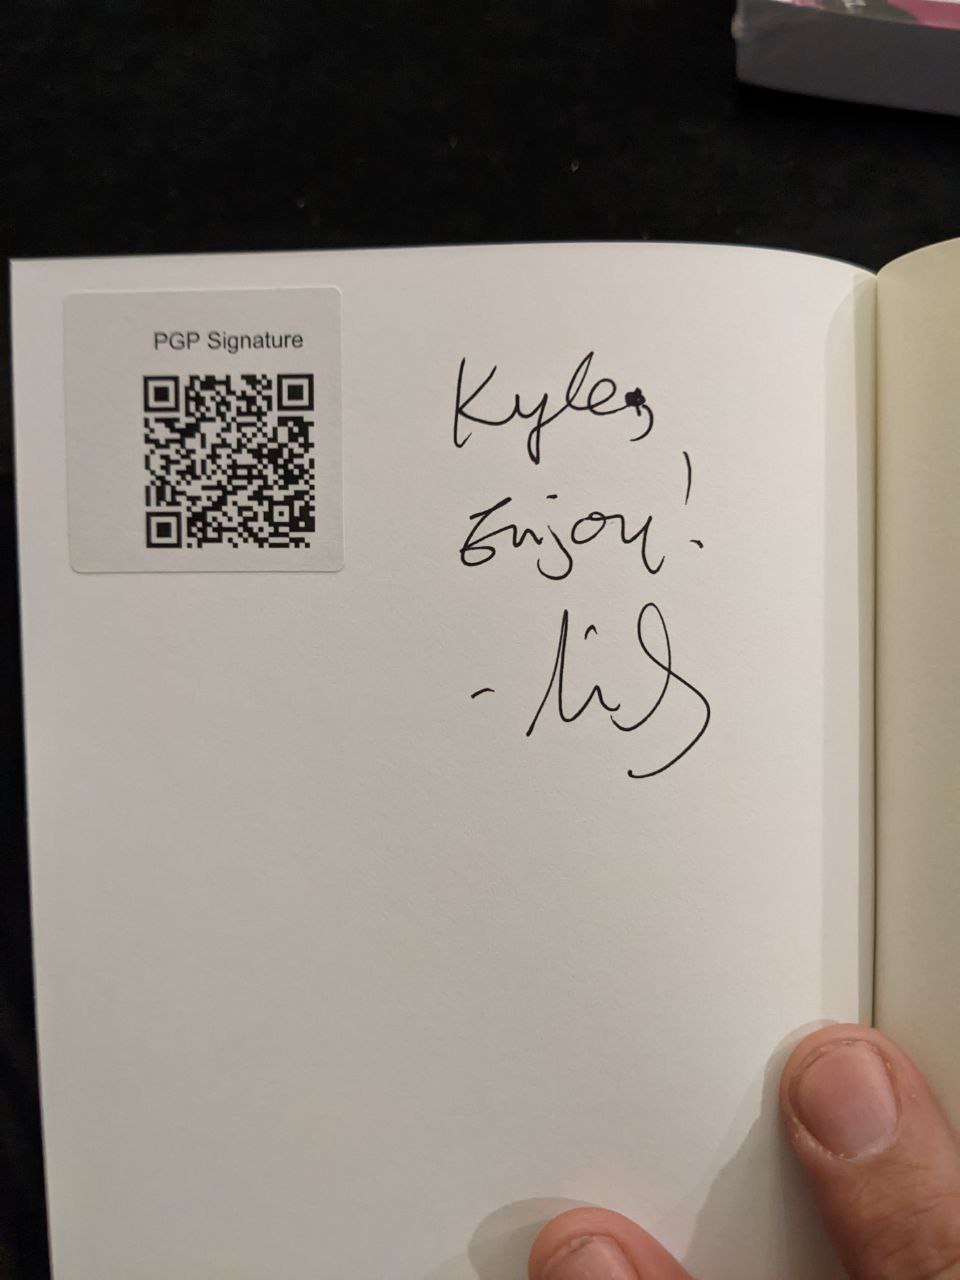 PGP Signature
Kyle,
Enjoy!